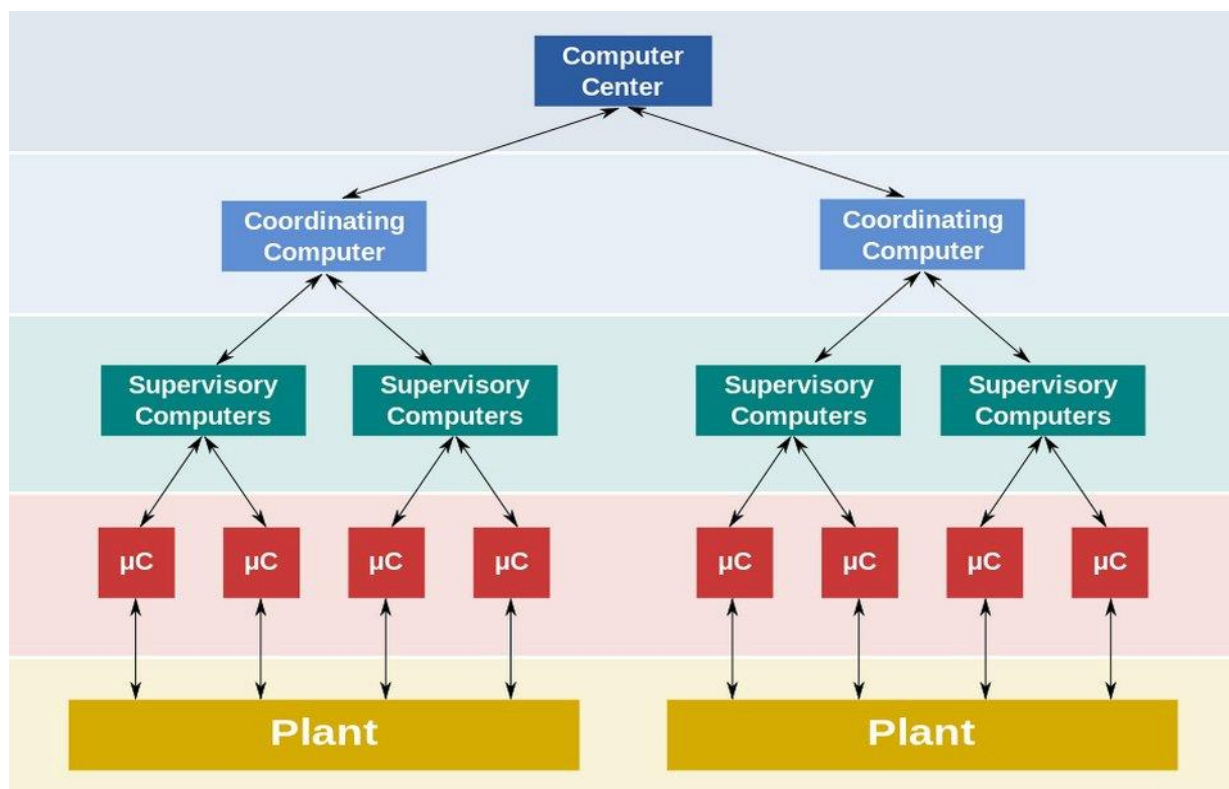 Computer
Center
Coordinating
Computer
Coordinating
Computer
Supervisory
Computers
Supervisory
Computers
Supervisory
Computers
Supervisory
Computers
µC
µC
µC
µC
µC
µC
µC
µC
Plant
Plant